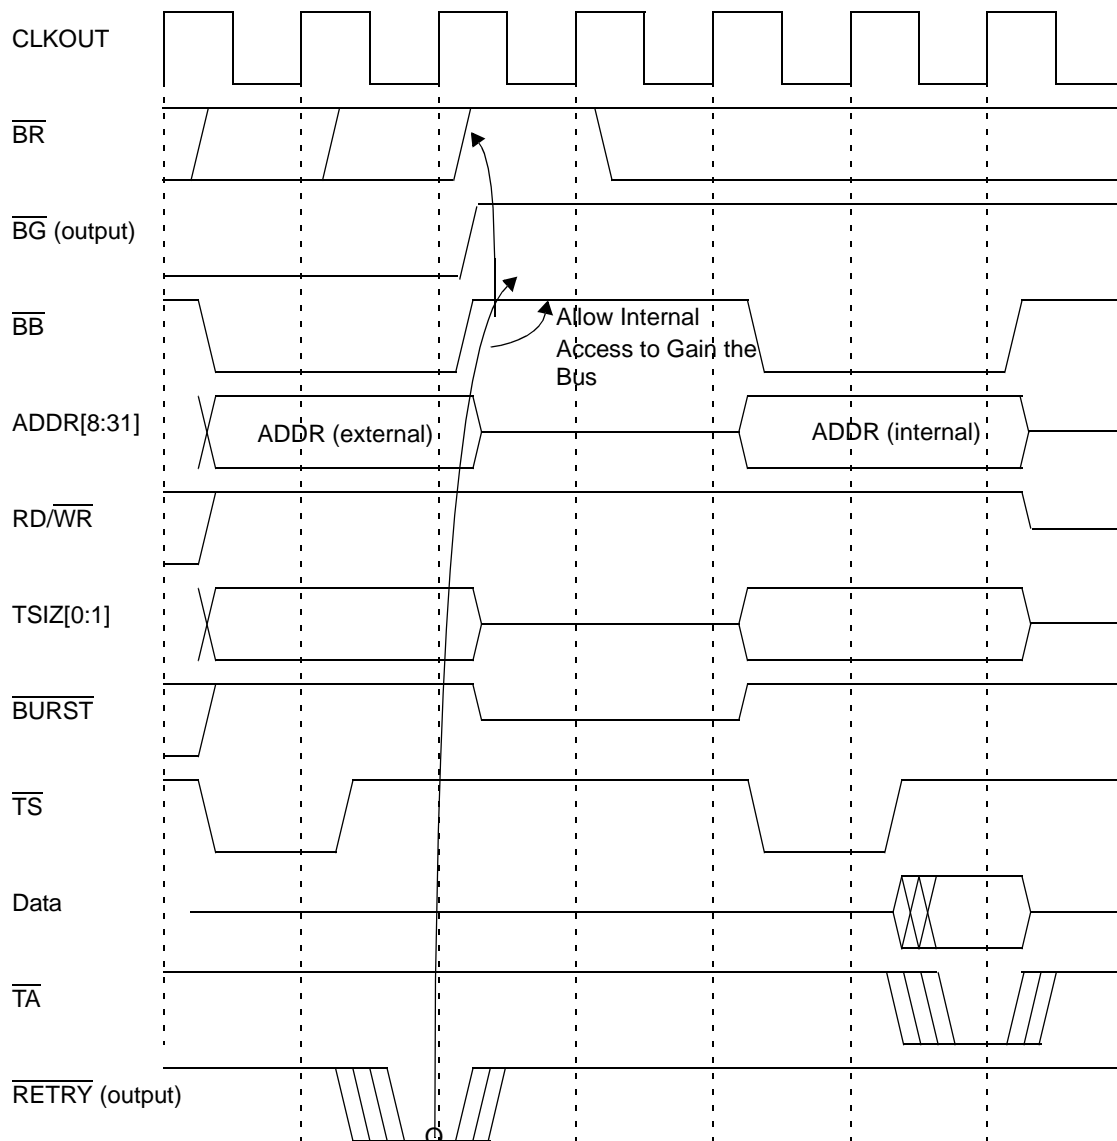 CLKOUT
BR
BG (output)
BB
Allow Internal
Access to Gain the
Bus
ADDR[8:31]
ADDR (external)
ADDR (internal)
RD/WR
TSIZ[0:1]
BURST
TS
Data
TA
RETRY (output)